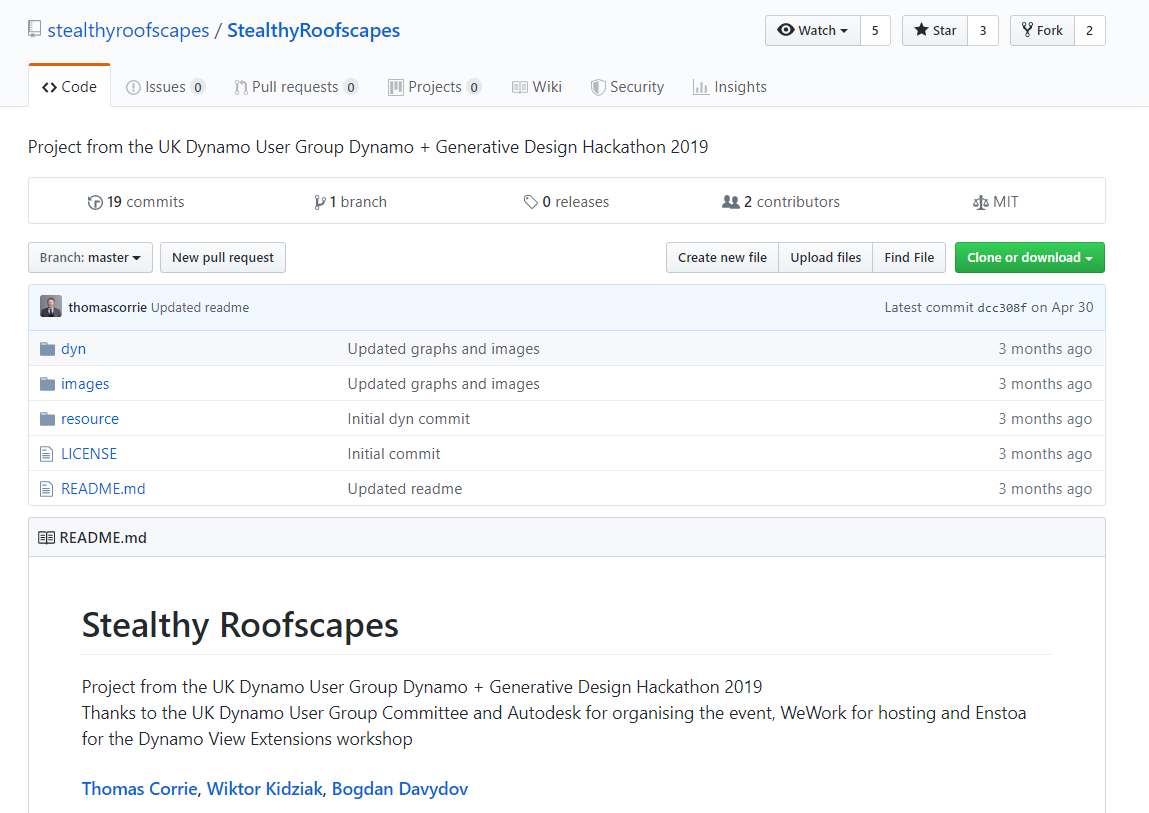 stealthyroofscapes / StealthyRoofscapes
Watch 5 Star 3 Fork 2
Code Issues 0 Pull requests 0 Projects 0 Wiki Security Insights
Project from the UK Dynamo User Group Dynamo + Generative Design Hackathon 2019
19 commits 1 branch 0 releases 2 contributors MIT
Branch: master New pull request Create new file Upload files Find File Clone or download
thomascorrie Updated readme Latest commit dcc308f on Apr 30
dyn Updated graphs and images 3 months ago
images Updated graphs and images 3 months ago
resource Initial dyn commit 3 months ago
LICENSE Initial commit 3 months ago
README.md Updated readme 3 months ago
README.md
Stealthy Roofscapes
Project from the UK Dynamo User Group Dynamo + Generative Design Hackathon 2019
Thanks to the UK Dynamo User Group Committee and Autodesk for organising the event, WeWork for hosting and Enstoa
for the Dynamo View Extensions workshop
Thomas Corrie, Wiktor Kidziak, Bogdan Davydov